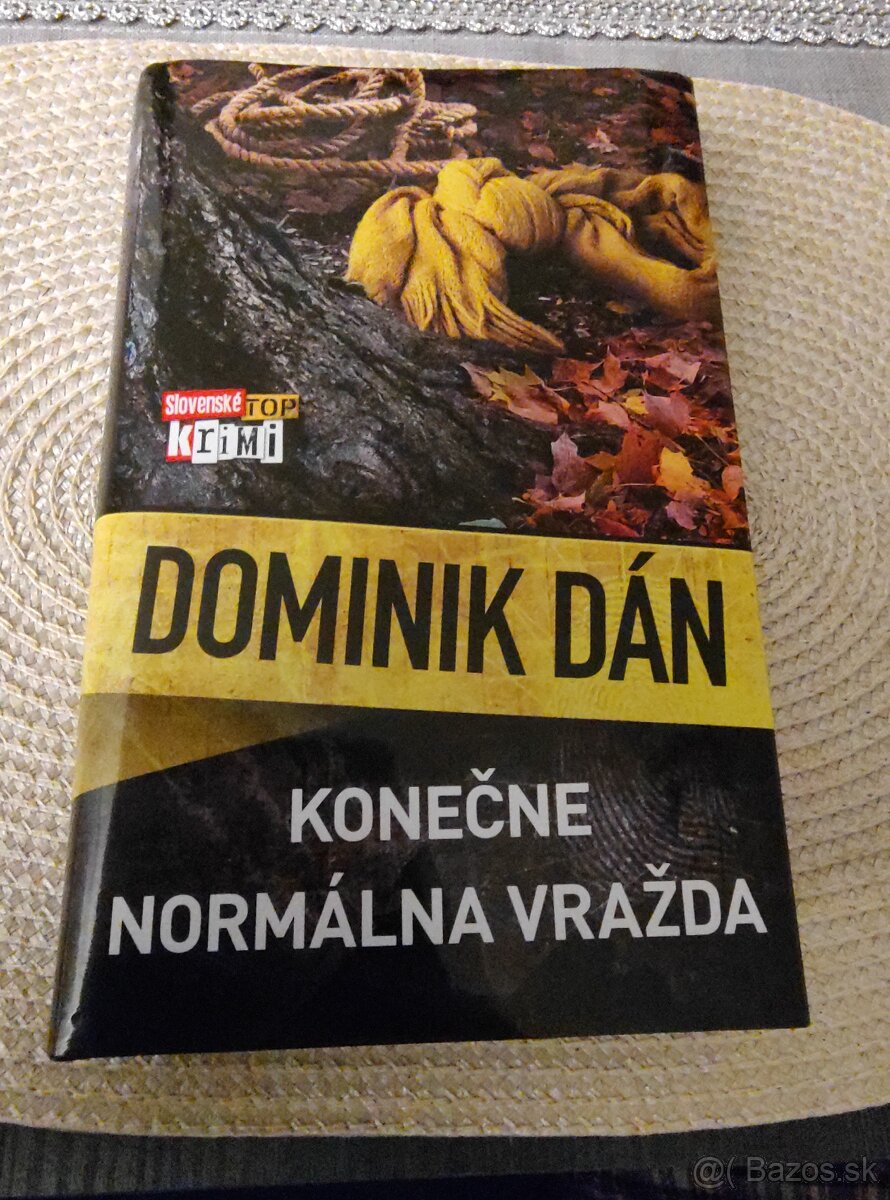 Slovenské TOP
KRiMi
DOMINIK DÁN
KONEČNE
NORMÁLNA VRAŽDA
@( Bazos.sk